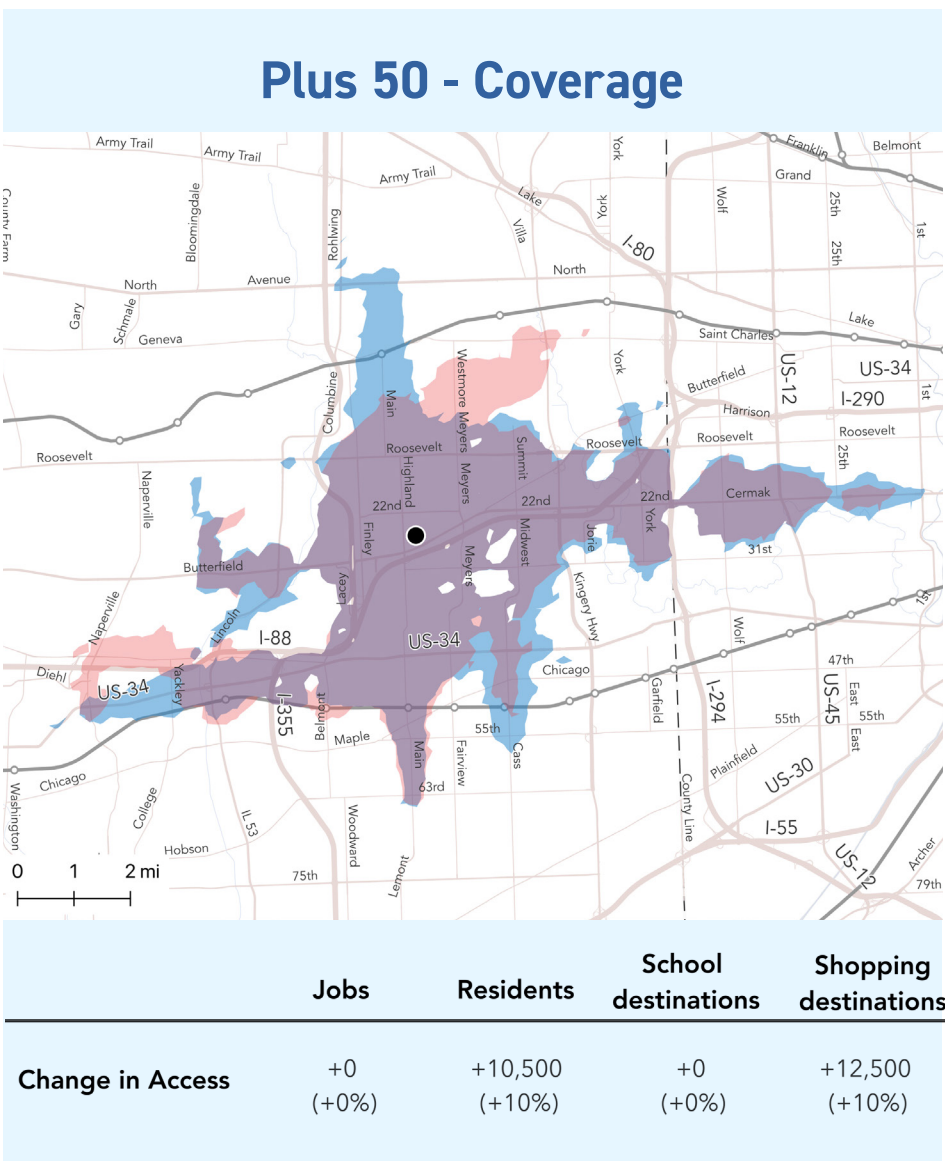 Plus 50 - Coverage
Army Trail
Army Trail
Army Trail
York
Franklin
Belmont
Grand
County Farm
Bloomingdale
Rohlwing
Lake
Villa
York
Wolf
25th
25th
1st
I-80
North
Avenue
North
Gary
Schmale
Geneva
Saint Charles
Lake
Columbine
Main
Westmore Meyers
York
Butterfield
US-12
US-34
I-290
1st
Harrison
Roosevelt
Roosevelt
Summit
Roosevelt
Roosevelt
Roosevelt
25th
Naperville
Highland
Meyers
22nd
22nd
22nd
Cermak
York
Finley
Midwest
Jorie
31st
Butterfield
Lacey
Meyers
Kingery Hwy
1st
Naperville
Lincoln
I-88
US-34
Wolf
Diehl
US-34
Yackley
Chicago
47th
I-355
Belmont
Garfield
I-294
US-45
East
55th
55th
55th
East
Maple
Main
Fairview
Cass
Plainfield
US-30
Chicago
63rd
Washington
College
IL 53
Woodward
County Line
I-55
Hobson
Lemont
US-12
Archer
75th
79th
0 1 2 mi
Jobs
Residents
School
destinations
Shopping
destinations
Change in Access
+0
(+0%)
+10,500
(+10%)
+0
(+0%)
+12,500
(+10%)